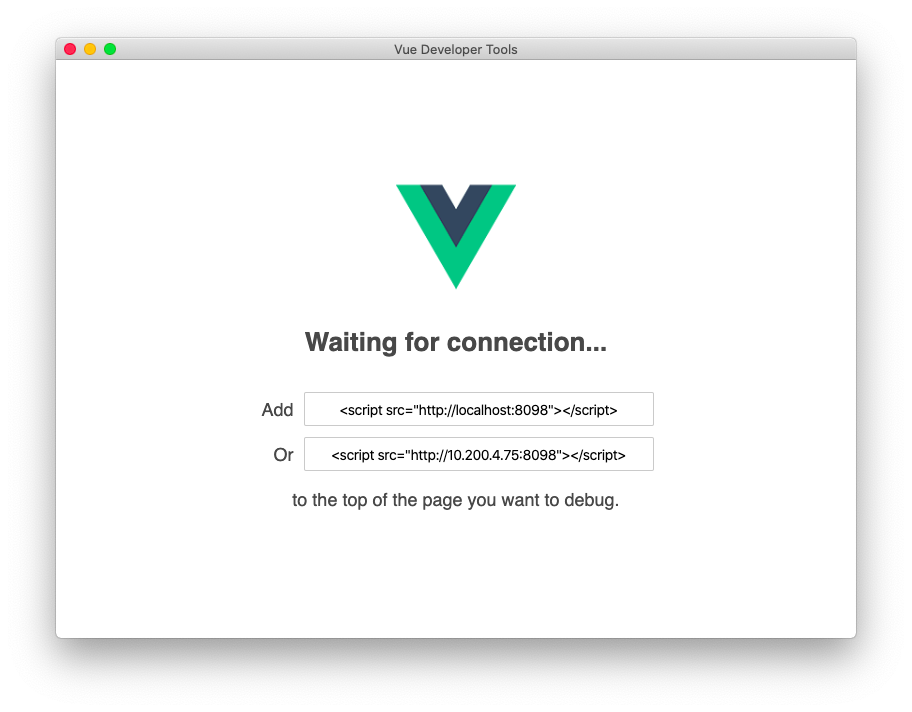 Vue Developer Tools
Waiting for connection...
Add <script src="http://localhost:8098"></script>
Or <script src="http://10.200.4.75:8098"></script>
to the top of the page you want to debug.